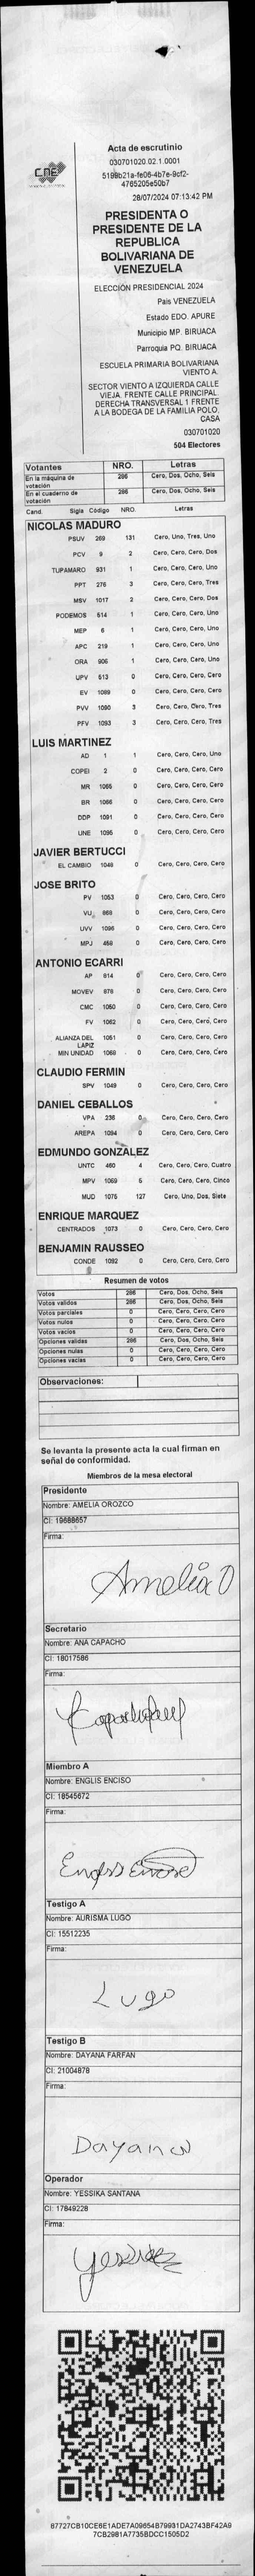 CNE
Acta de escrutinio
030701020.02.1.0001
5199b21a-fe06-4b7e-9cf2-
4765205e50b7
28/07/2024 07:13:42 PM
PRESIDENTA O
PRESIDENTE DE LA
REPUBLICA
BOLIVARIANA DE
VENEZUELA
ELECCIÓN PRESIDENCIAL 2024
País VENEZUELA
Estado EDO. APURE
Municipio MP. BIRUACA
Parroquia PQ. BIRUACA
ESCUELA PRIMARIA BOLIVARIANA
VIENTO A.
SECTOR VIENTO A IZQUIERDA CALLE
VIEJA. FRENTE CALLE PRINCIPAL.
DERECHA TRANSVERSAL 1 FRENTE
A LA BODEGA DE LA FAMILIA POLO,
CASA
030701020
504 Electores
Votantes NRO. Letras
En la máquina de votación 286 Cero, Dos, Ocho, Seis
En el cuaderno de votación 286 Cero, Dos, Ocho, Seis
Cand. Sigla Código NRO. Letras
NICOLAS MADURO
PSUV 269 131 Cero, Uno, Tres, Uno
PCV 9 2 Cero, Cero, Cero, Dos
TUPAMARO 931 1 Cero, Cero, Cero, Uno
PPT 276 3 Cero, Cero, Cero, Tres
MSV 1017 2 Cero, Cero, Cero, Dos
PODEMOS 514 1 Cero, Cero, Cero, Uno
MEP 6 1 Cero, Cero, Cero, Uno
APC 219 1 Cero, Cero, Cero, Uno
ORA 906 1 Cero, Cero, Cero, Uno
UPV 613 0 Cero, Cero, Cero, Cero
EV 1089 0 Cero, Cero, Cero, Cero
PVV 1090 3 Cero, Cero, Cero, Tres
PFV 1093 3 Cero, Cero, Cero, Tres
LUIS MARTINEZ
AD 1 1 Cero, Cero, Cero, Uno
COPEI 2 0 Cero, Cero, Cero, Cero
MR 1065 0 Cero, Cero, Cero, Cero
BR 1066 0 Cero, Cero, Cero, Cero
DDP 1091 0 Cero, Cero, Cero, Cero
UNE 1095 0 Cero, Cero, Cero, Cero
JAVIER BERTUCCI
EL CAMBIO 1046 0 Cero, Cero, Cero, Cero
JOSE BRITO
PV 1053 0 Cero, Cero, Cero, Cero
VU 868 0 Cero, Cero, Cero, Cero
UVV 1096 0 Cero, Cero, Cero, Cero
MPJ 458 0 Cero, Cero, Cero, Cero
ANTONIO ECARRI
AP 814 0 Cero, Cero, Cero, Cero
MOVEV 878 0 Cero, Cero, Cero, Cero
CMC 1050 0 Cero, Cero, Cero, Cero
FV 1062 0 Cero, Cero, Cero, Cero
ALIANZA DEL LAPIZ 1051 0 Cero, Cero, Cero, Cero
MIN UNIDAD 1068 0 Cero, Cero, Cero, Cero
CLAUDIO FERMIN
SPV 1049 0 Cero, Cero, Cero, Cero
DANIEL CEBALLOS
VPA 236 0 Cero, Cero, Cero, Cero
AREPA 1094 0 Cero, Cero, Cero, Cero
EDMUNDO GONZALEZ
UNTC 460 4 Cero, Cero, Cero, Cuatro
MPV 1069 5 Cero, Cero, Cero, Cinco
MUD 1075 127 Cero, Uno, Dos, Siete
ENRIQUE MARQUEZ
CENTRADOS 1073 0 Cero, Cero, Cero, Cero
BENJAMIN RAUSSEO
CONDE 1092 0 Cero, Cero, Cero, Cero
Resumen de votos
Votos 286 Cero, Dos, Ocho, Seis
Votos validos 286 Cero, Dos, Ocho, Seis
Votos parciales 0 Cero, Cero, Cero, Cero
Votos nulos 0 Cero, Cero, Cero, Cero
Votos vacios 0 Cero, Cero, Cero, Cero
Opciones validas 286 Cero, Dos, Ocho, Seis
Opciones nulas 0 Cero, Cero, Cero, Cero
Opciones vacias 0 Cero, Cero, Cero, Cero
Observaciones:
Se levanta la presente acta la cual firman en
señal de conformidad.
Miembros de la mesa electoral
Presidente
Nombre: AMELIA OROZCO
CI: 19688657
Firma:
Amelia O
Secretario
Nombre: ANA CAPACHO
CI: 18017586
Firma:
Miembro A
Nombre: ENGLIS ENCISO
CI: 18545672
Firma:
Englis Enciso
Testigo A
Nombre: AURISMA LUGO
CI: 15512235
Firma:
Lugo
Testigo B
Nombre: DAYANA FARFAN
CI: 21004878
Firma:
Dayana
Operador
Nombre: YESSIKA SANTANA
CI: 17849228
Firma:
87727CB10CE6E1ADE7A09654B79931DA2743BF42A9
7CB2981A7735BDCC1505D2